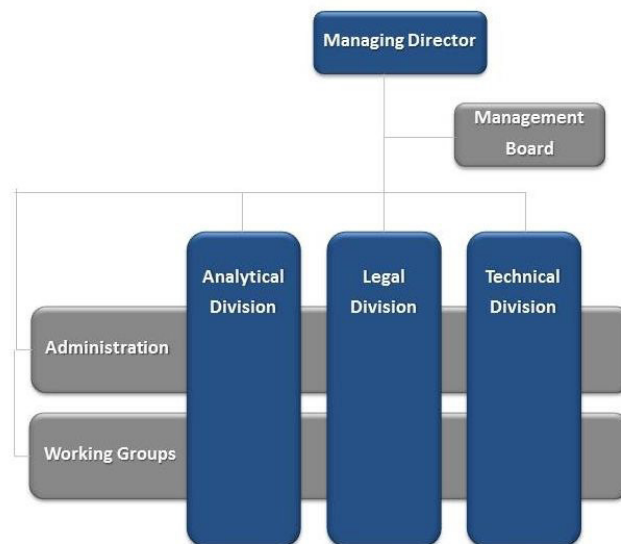 Managing Director
Management
Board
Analytical
Division
Legal
Division
Technical
Division
Administration
Working Groups